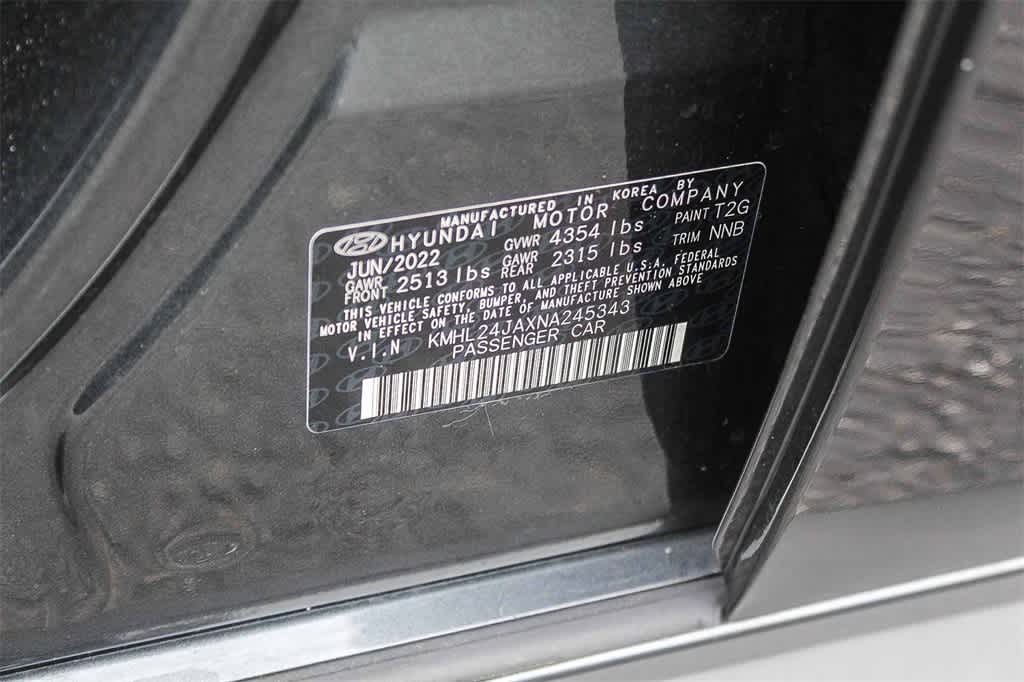 MANUFACTURED IN KOREA BY
HYUNDAI MOTOR COMPANY
JUN/2022 GVWR 4354 lbs PAINT T2G
GAWR FRONT 2513 lbs GAWR REAR 2315 lbs TRIM NNB
THIS VEHICLE CONFORMS TO ALL APPLICABLE U.S.A. FEDERAL
MOTOR VEHICLE SAFETY, BUMPER, AND THEFT PREVENTION STANDARDS
IN EFFECT ON THE DATE OF MANUFACTURE SHOWN ABOVE
V.I.N KMHL24JAXNA245343
PASSENGER CAR